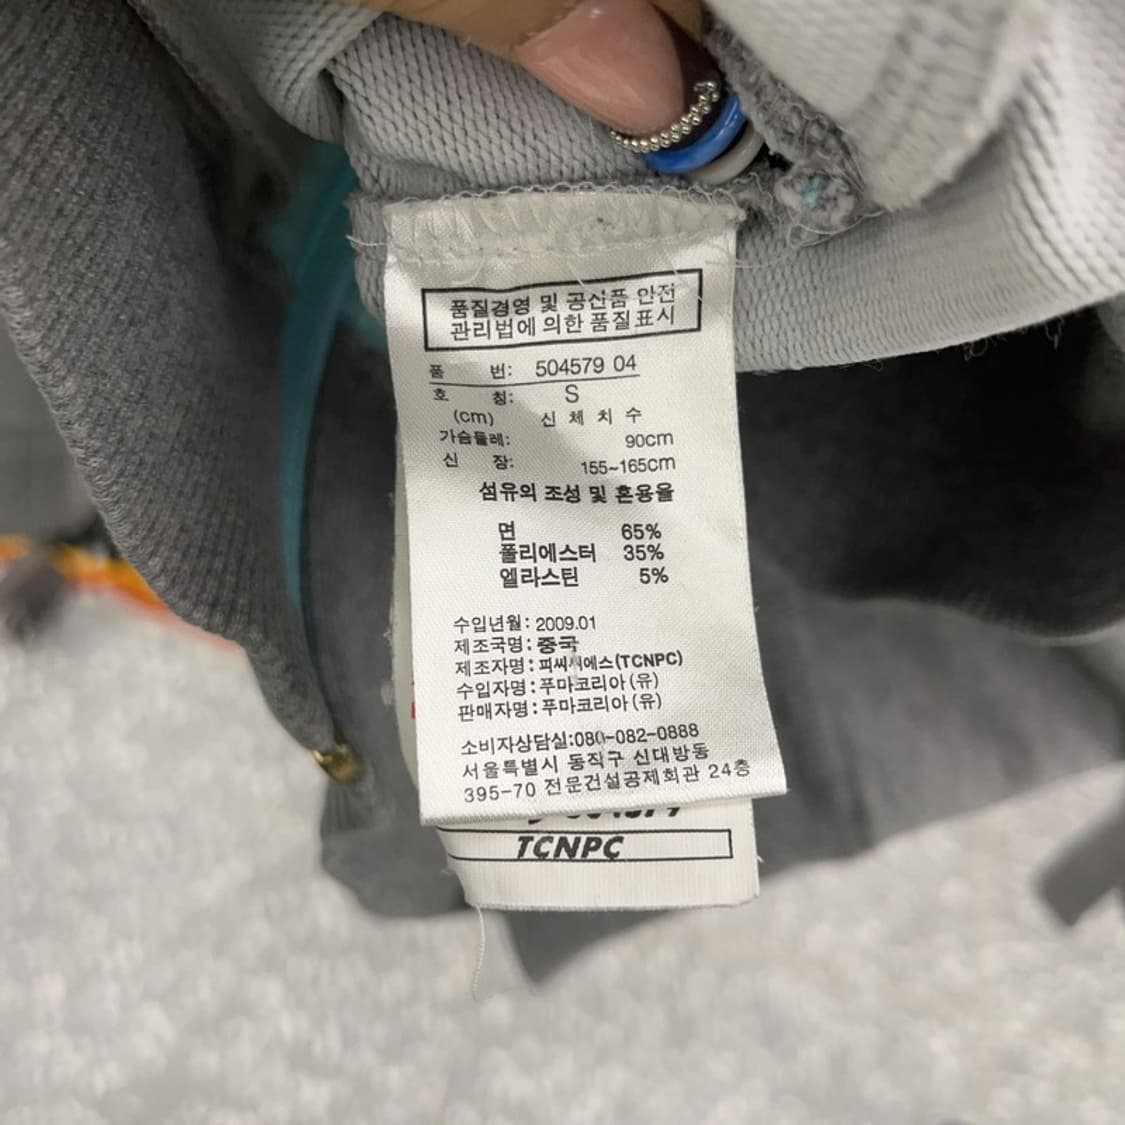 품질경영 및 공산품 안전
관리법에 의한 품질표시
품 번: 504579 04
호 칭: S
(cm) 신 체 치 수
가슴둘레: 90cm
신 장: 155~165cm
섬유의 조성 및 혼용율
면 65%
폴리에스터 35%
엘라스틴 5%
수입년월: 2009.01
제조국명: 중국
제조자명: 피씨에스(TCNPC)
수입자명: 푸마코리아(유)
판매자명: 푸마코리아(유)
소비자상담실:080-082-0888
서울특별시 동작구 신대방동
395-70 전문건설공제회관 24층
TCNPC